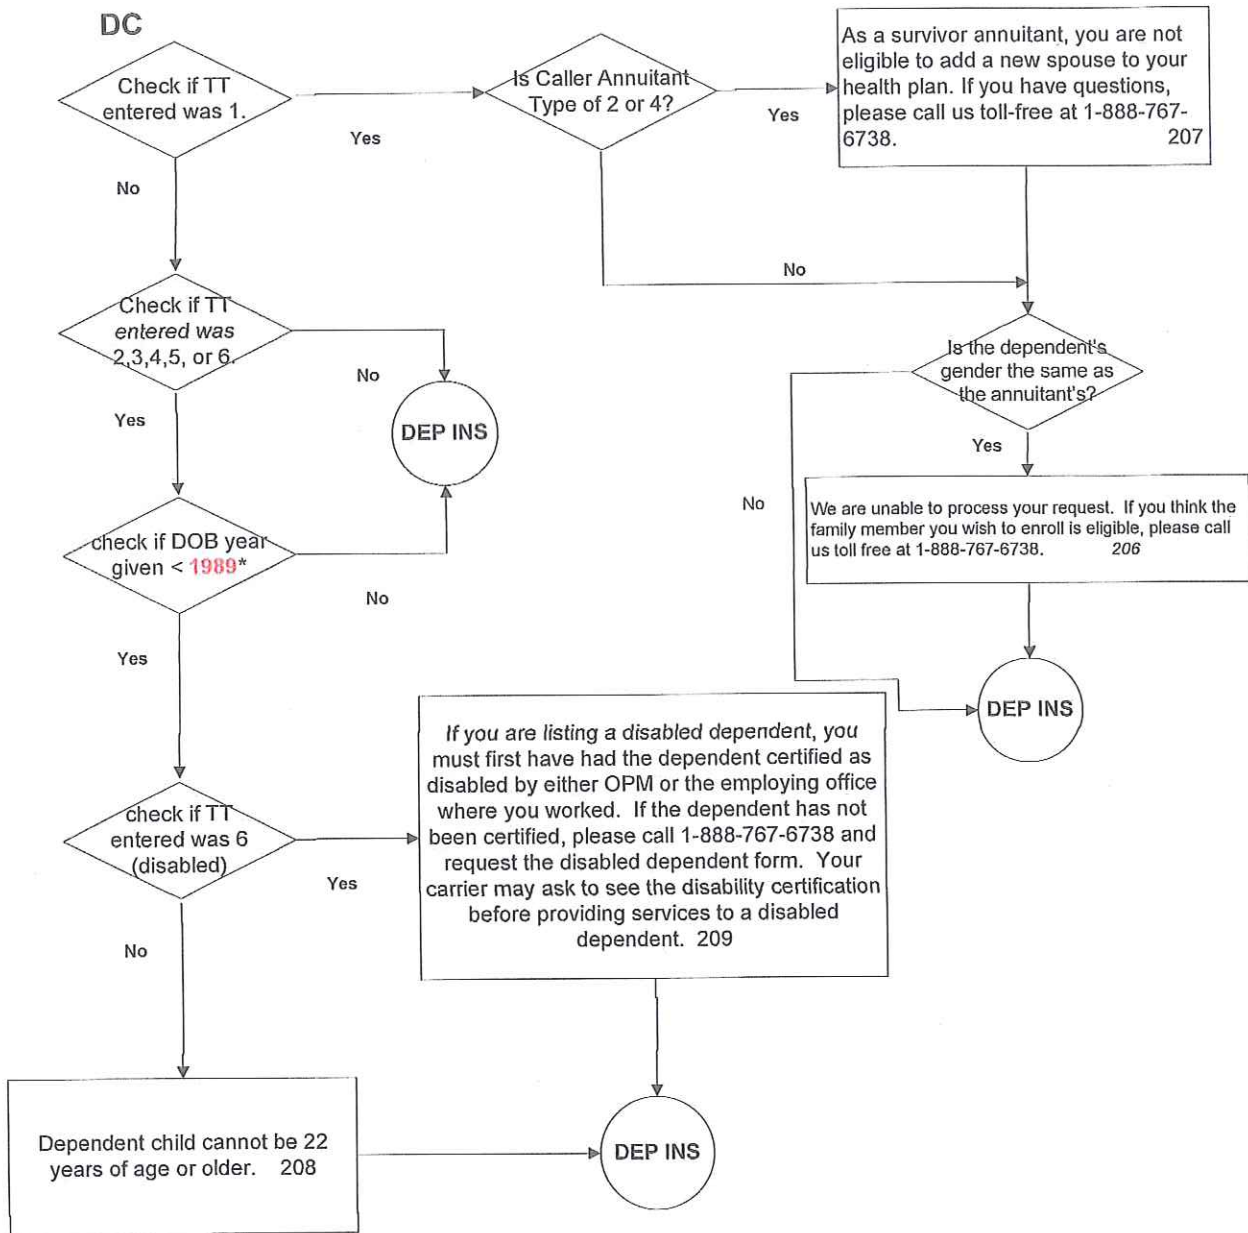 DC
Check if TT
entered was 1.
Yes
No
Is Caller Annuitant
Type of 2 or 4?
Yes
No
As a survivor annuitant, you are not
eligible to add a new spouse to your
health plan. If you have questions,
please call us toll-free at 1-888-767-
6738. 207
Check if TT
entered was
2,3,4,5, or 6.
No
Yes
DEP INS
Is the dependent's
gender the same as
the annuitant's?
Yes
No
We are unable to process your request. If you think the
family member you wish to enroll is eligible, please call
us toll free at 1-888-767-6738. 206
DEP INS
check if DOB year
given < 1989*
No
Yes
check if TT
entered was 6
(disabled)
Yes
No
If you are listing a disabled dependent, you
must first have had the dependent certified as
disabled by either OPM or the employing office
where you worked. If the dependent has not
been certified, please call 1-888-767-6738 and
request the disabled dependent form. Your
carrier may ask to see the disability certification
before providing services to a disabled
dependent. 209
Dependent child cannot be 22
years of age or older. 208
DEP INS